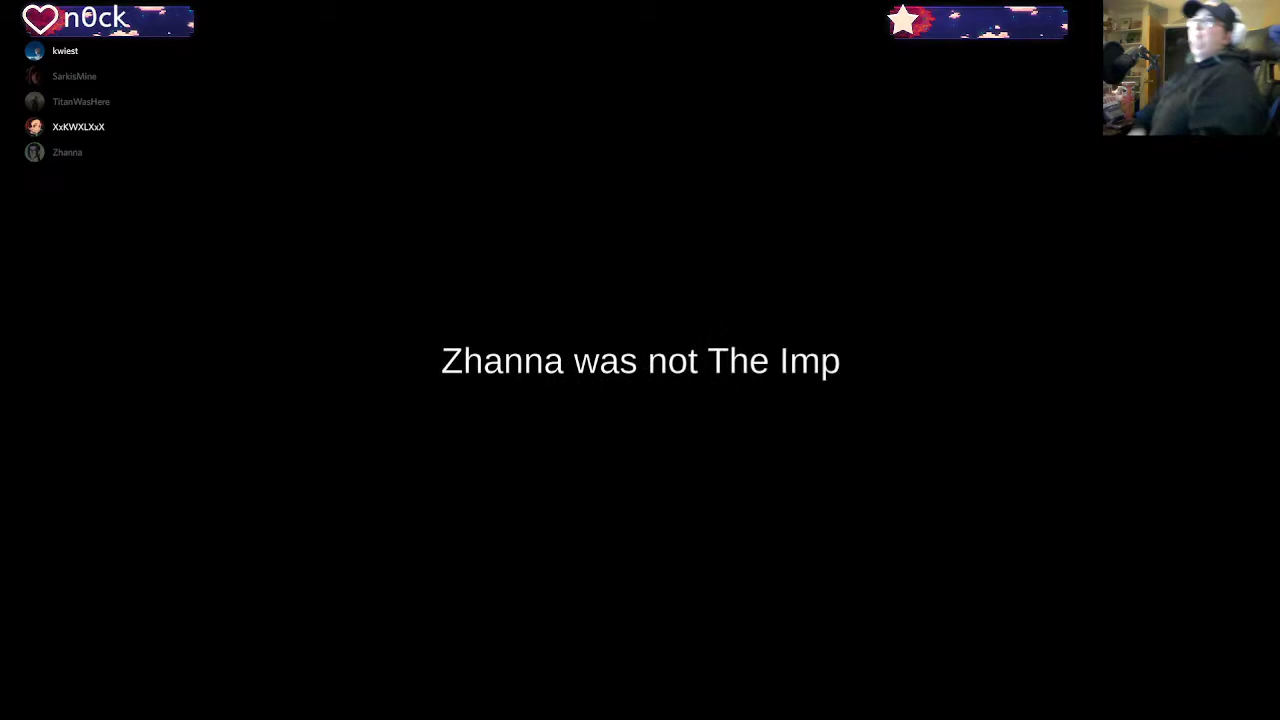 n0ck
kwiest
SarkisMine
TitanWasHere
XxKWXLXxX
Zhanna
Zhanna was not The Imp